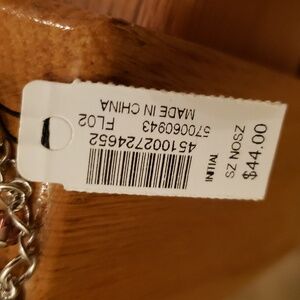 451002724652
570060943
FL02
MADE IN CHINA
INITIAL
SZ NOSZ
$44.00